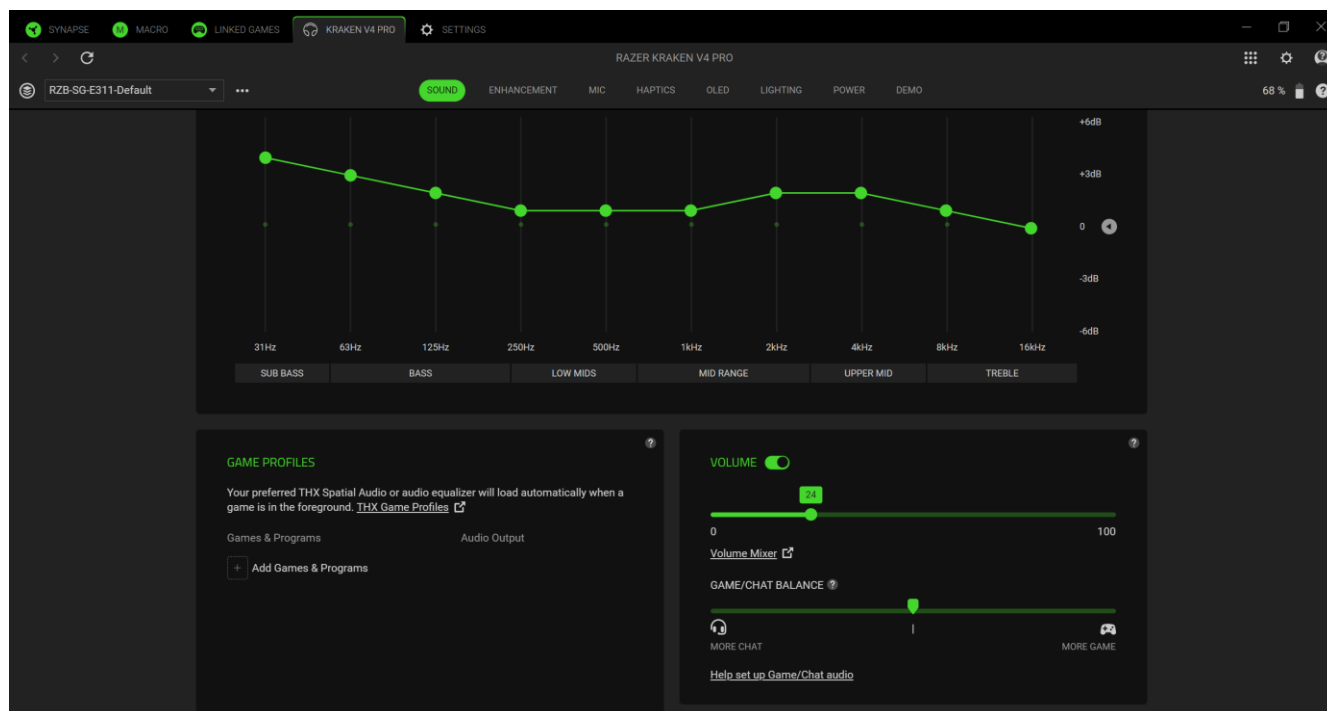 SYNAPSE M MACRO LINKED GAMES KRAKEN V4 PRO SETTINGS
RAZER KRAKEN V4 PRO
RZB-SG-E311-Default SOUND ENHANCEMENT MIC HAPTICS OLED LIGHTING POWER DEMO 68 % ?
+6dB
+3dB
0
-3dB
-6dB
31Hz 63Hz 125Hz 250Hz 500Hz 1kHz 2kHz 4kHz 8kHz 16kHz
SUB BASS BASS LOW MIDS MID RANGE UPPER MID TREBLE
?
GAME PROFILES
Your preferred THX Spatial Audio or audio equalizer will load automatically when a
game is in the foreground. THX Game Profiles
Games & Programs Audio Output
+ Add Games & Programs
?
VOLUME
24
0 100
Volume Mixer
GAME/CHAT BALANCE ?
MORE CHAT MORE GAME
Help set up Game/Chat audio